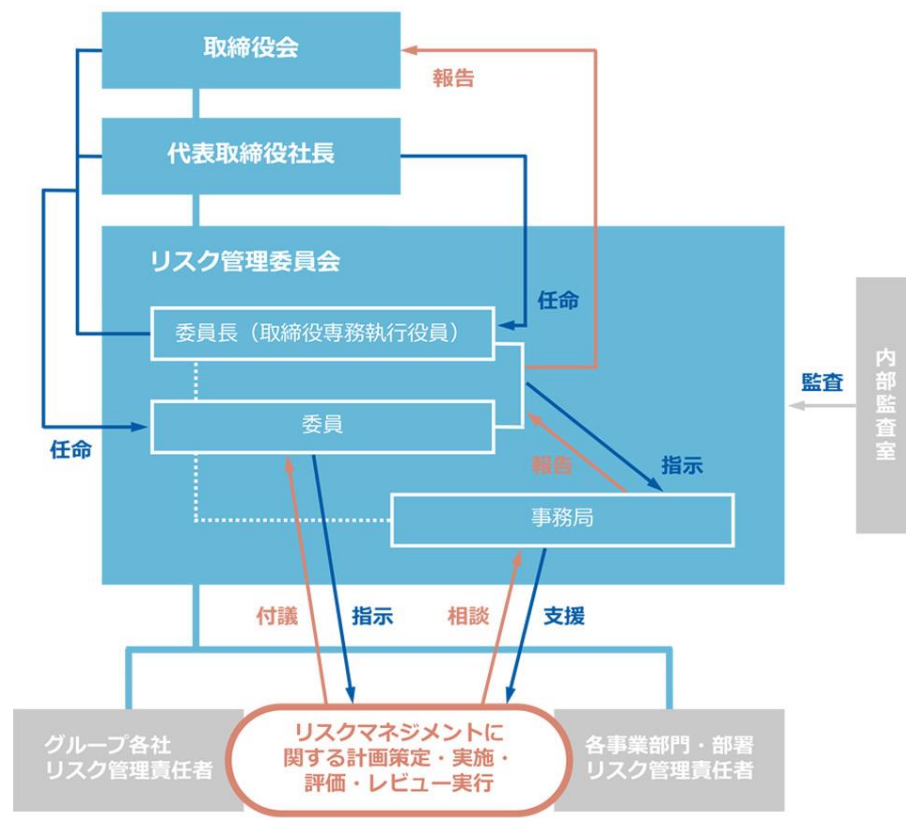 取締役会
報告
代表取締役社長
リスク管理委員会
任命
委員長（取締役専務執行役員）
監査
内部監査室
委員
任命
報告
指示
事務局
付議
指示
相談
支援
グループ各社
リスク管理責任者
リスクマネジメントに
関する計画策定・実施・
評価・レビュー実行
各事業部門・部署
リスク管理責任者